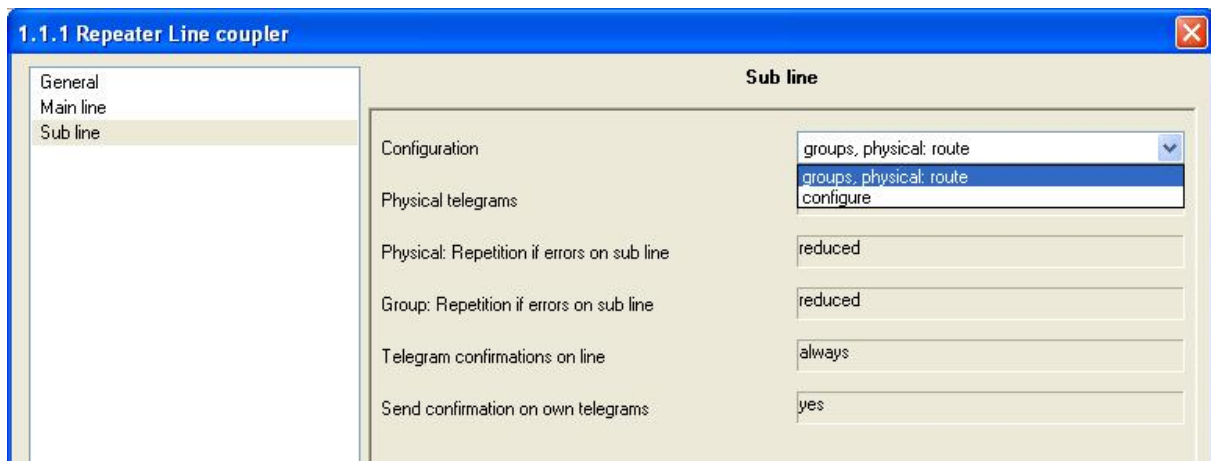 1.1.1 Repeater Line coupler
General
Main line
Sub line
Sub line
Configuration
groups, physical: route
groups, physical: route
configure
Physical telegrams
Physical: Repetition if errors on sub line
reduced
Group: Repetition if errors on sub line
reduced
Telegram confirmations on line
always
Send confirmation on own telegrams
yes